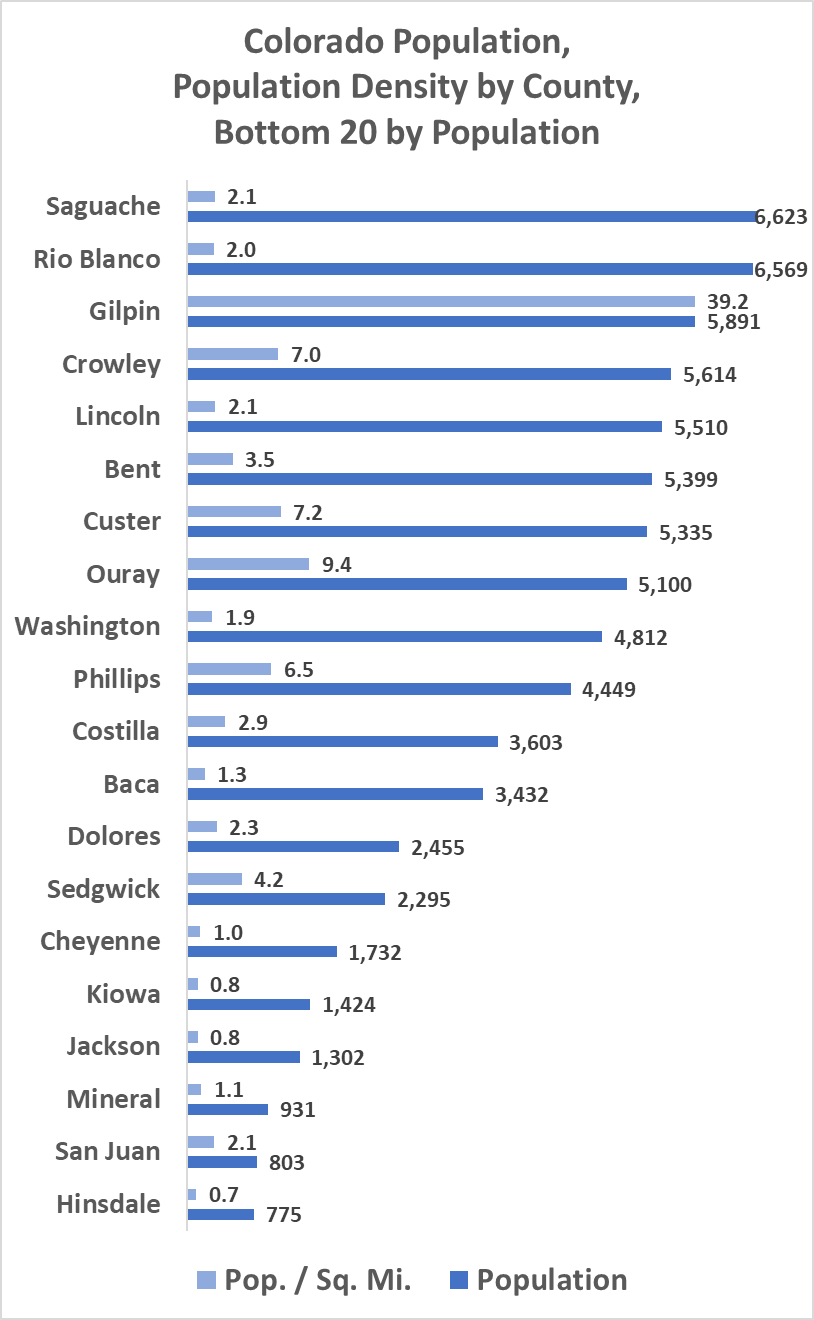 Colorado Population,
Population Density by County,
Bottom 20 by Population
Saguache
2.1
6,623
Rio Blanco
2.0
6,569
Gilpin
39.2
5,891
Crowley
7.0
5,614
Lincoln
2.1
5,510
Bent
3.5
5,399
Custer
7.2
5,335
Ouray
9.4
5,100
Washington
1.9
4,812
Phillips
6.5
4,449
Costilla
2.9
3,603
Baca
1.3
3,432
Dolores
2.3
2,455
Sedgwick
4.2
2,295
Cheyenne
1.0
1,732
Kiowa
0.8
1,424
Jackson
0.8
1,302
Mineral
1.1
931
San Juan
2.1
803
Hinsdale
0.7
775
Pop. / Sq. Mi. Population